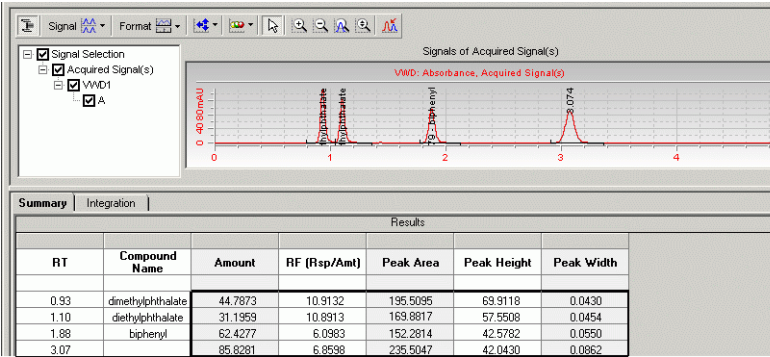 Signal Format
Signals of Acquired Signal(s)
Signal Selection
Acquired Signal(s)
VWD1
A
VWD: Absorbance, Acquired Signal(s)
40 80 mAU
0
thylphthalate
thylphthalate
79 - biphenyl
3.074
0 1 2 3 4
Summary Integration
Results
RT Compound Name Amount RF (Rsp/Amt) Peak Area Peak Height Peak Width
0.93 dimethylphthalate 44.7873 10.9132 195.5095 69.9118 0.0430
1.10 diethylphthalate 31.1959 10.8913 169.8817 57.5508 0.0454
1.88 biphenyl 62.4277 6.0983 152.2814 42.5782 0.0550
3.07 85.8281 6.8598 235.5047 42.0430 0.0862